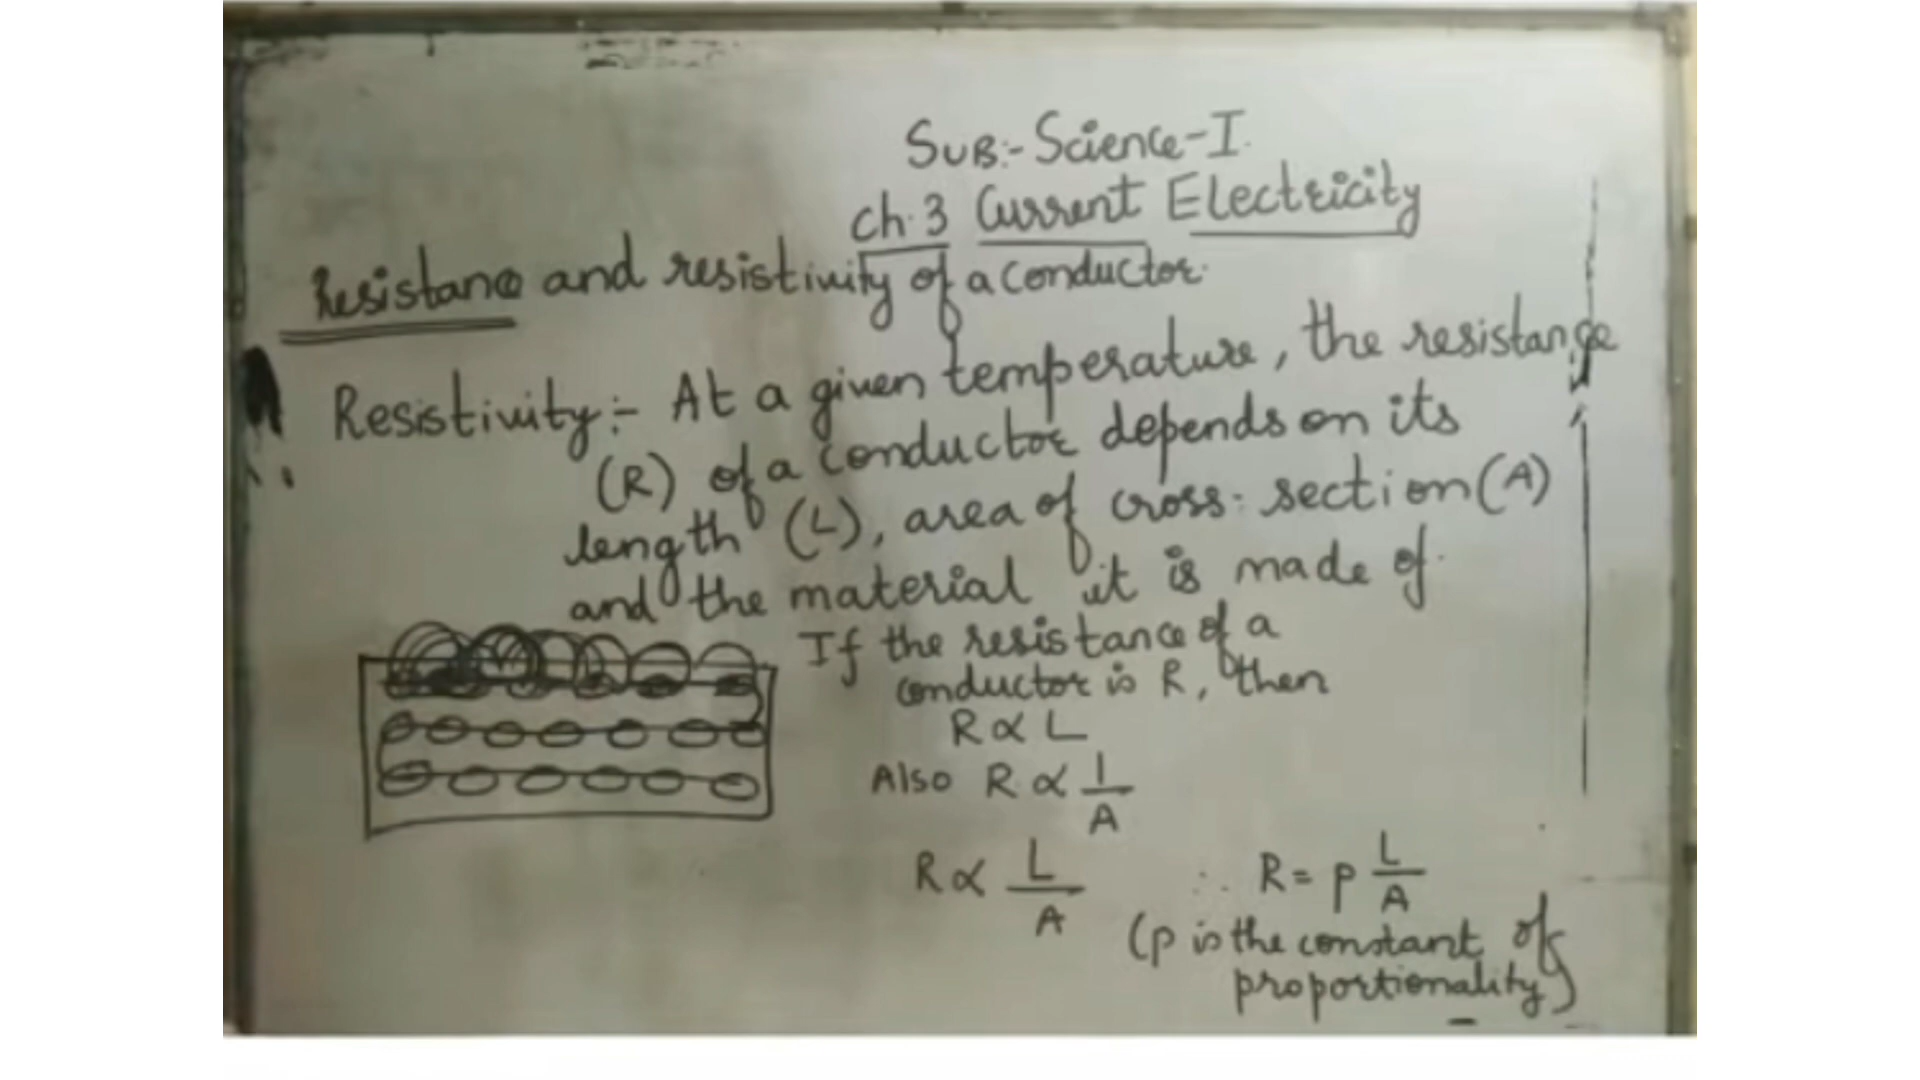 SUB:- Science-I.
Ch.3 Current Electricity
Resistance and resistivity of a conductor.
Resistivity:- At a given temperature, the resistance
(R) of a conductor depends on its
length (L), area of cross-section (A)
and the material it is made of.
If the resistance of a
conductor is R, then
R ∝ L
Also R ∝ 1/A
R ∝ L/A ∴ R = ρ L/A
(ρ is the constant of
proportionality)